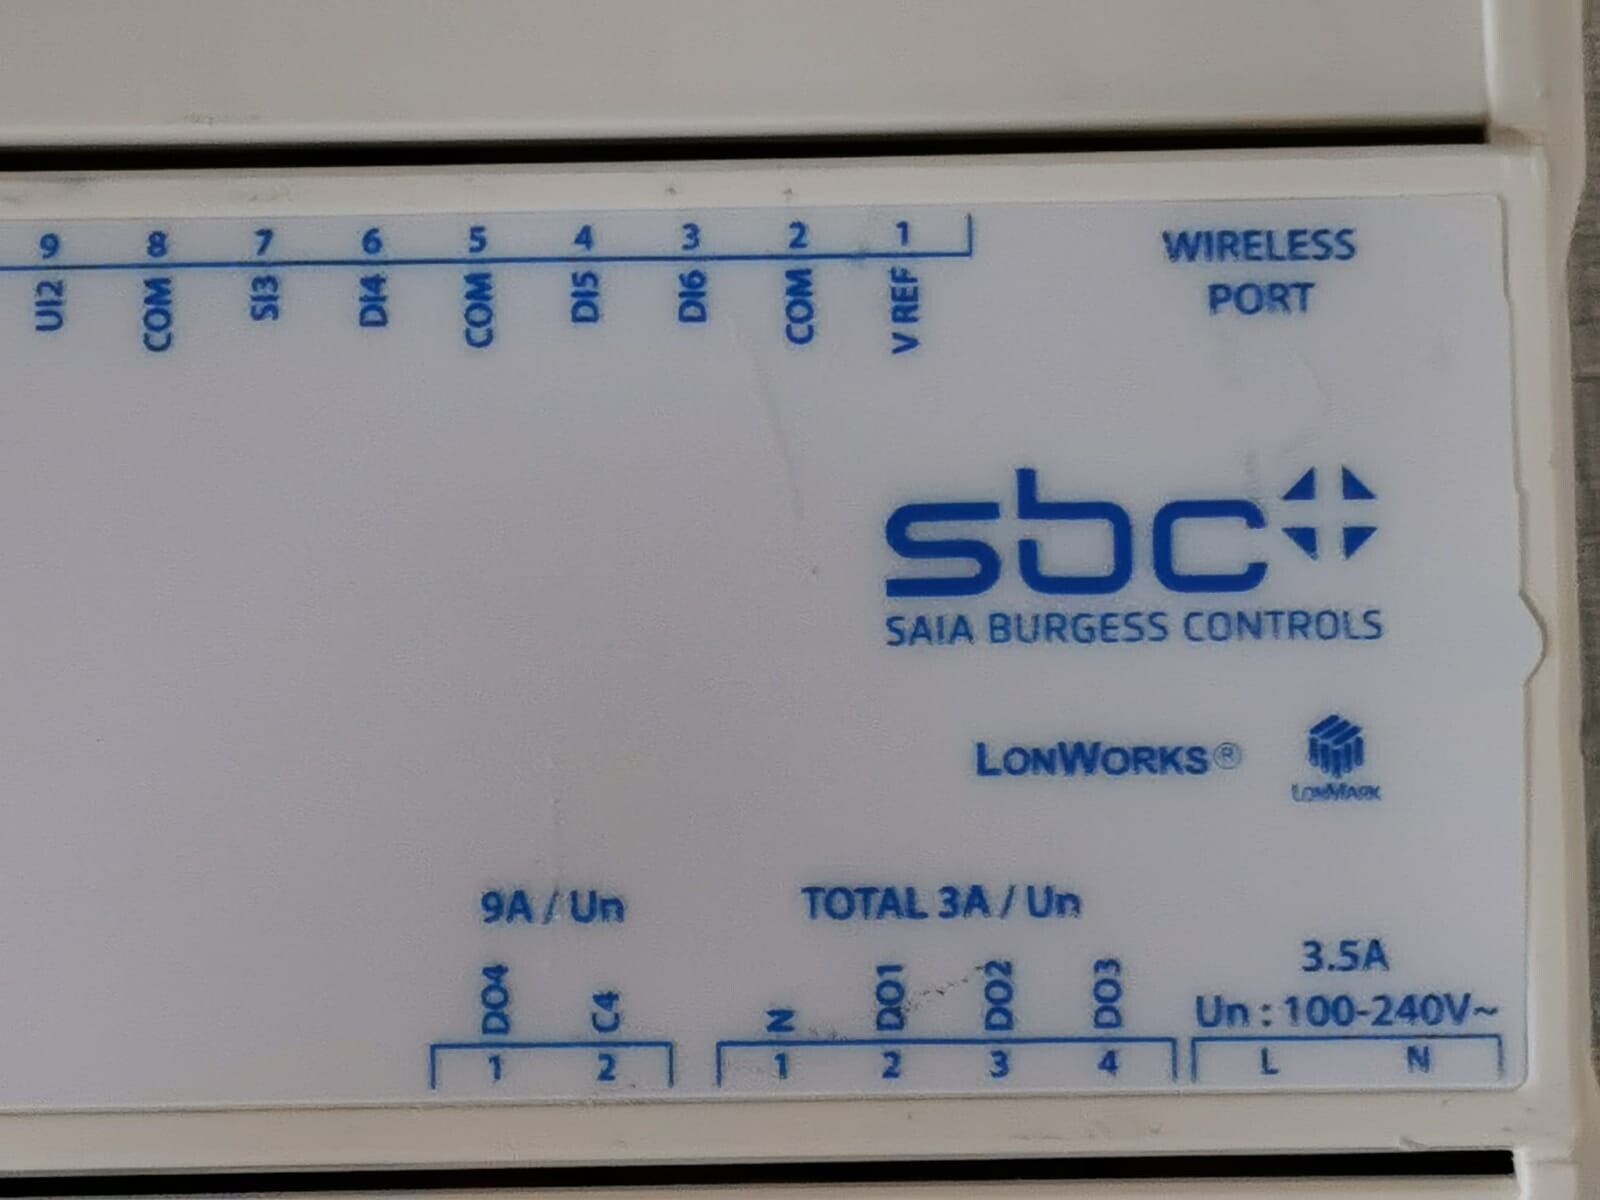 9 8 7 6 5 4 3 2 1
UI2 COM SI3 DI4 COM DI5 DI6 COM V REF
WIRELESS
PORT
sbc
SAIA BURGESS CONTROLS
LONWORKS®
LONMARK
9A / Un
TOTAL 3A / Un
3.5A
Un : 100-240V~
DO4 C4 N DO1 DO2 DO3
1 2 1 2 3 4 L N